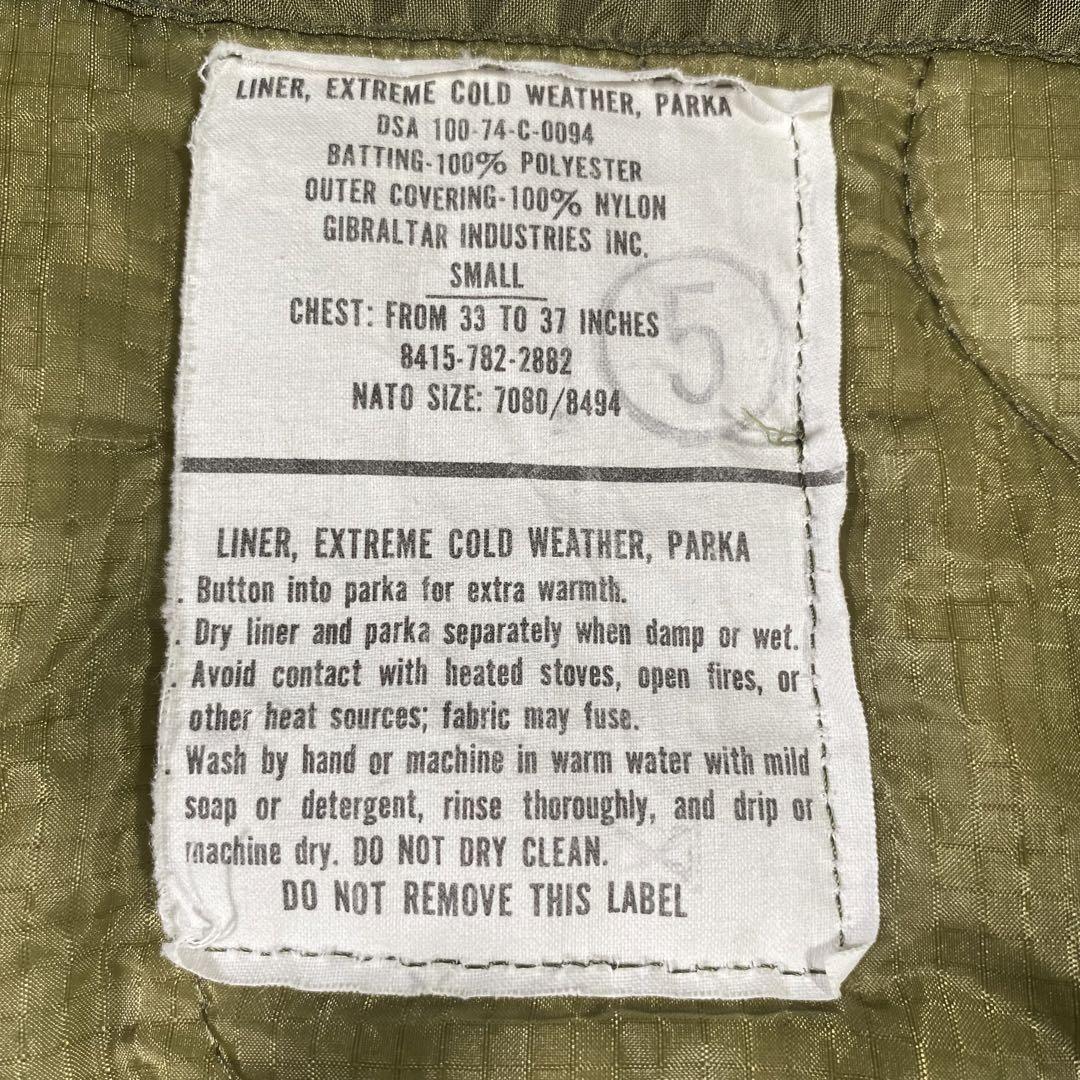 LINER, EXTREME COLD WEATHER, PARKA
DSA 100-74-C-0094
BATTING-100% POLYESTER
OUTER COVERING-100% NYLON
GIBRALTAR INDUSTRIES INC.
SMALL
CHEST: FROM 33 TO 37 INCHES
8415-782-2882
NATO SIZE: 7080/8494
5
LINER, EXTREME COLD WEATHER, PARKA
. Button into parka for extra warmth.
. Dry liner and parka separately when damp or wet.
. Avoid contact with heated stoves, open fires, or
other heat sources; fabric may fuse.
. Wash by hand or machine in warm water with mild
soap or detergent, rinse thoroughly, and drip or
machine dry. DO NOT DRY CLEAN.
DO NOT REMOVE THIS LABEL